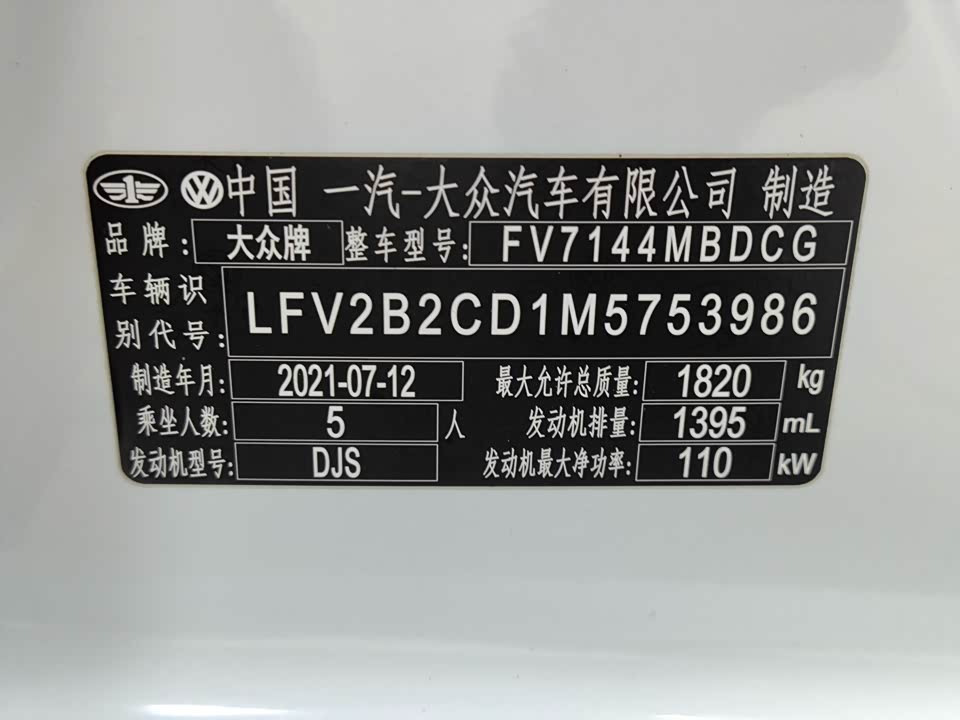 中国 一汽-大众汽车有限公司 制造
品牌: 大众牌 整车型号: FV7144MBDCG
车辆识别代号: LFV2B2CD1M5753986
制造年月: 2021-07-12 最大允许总质量: 1820 kg
乘坐人数: 5 人 发动机排量: 1395 mL
发动机型号: DJS 发动机最大净功率: 110 kW